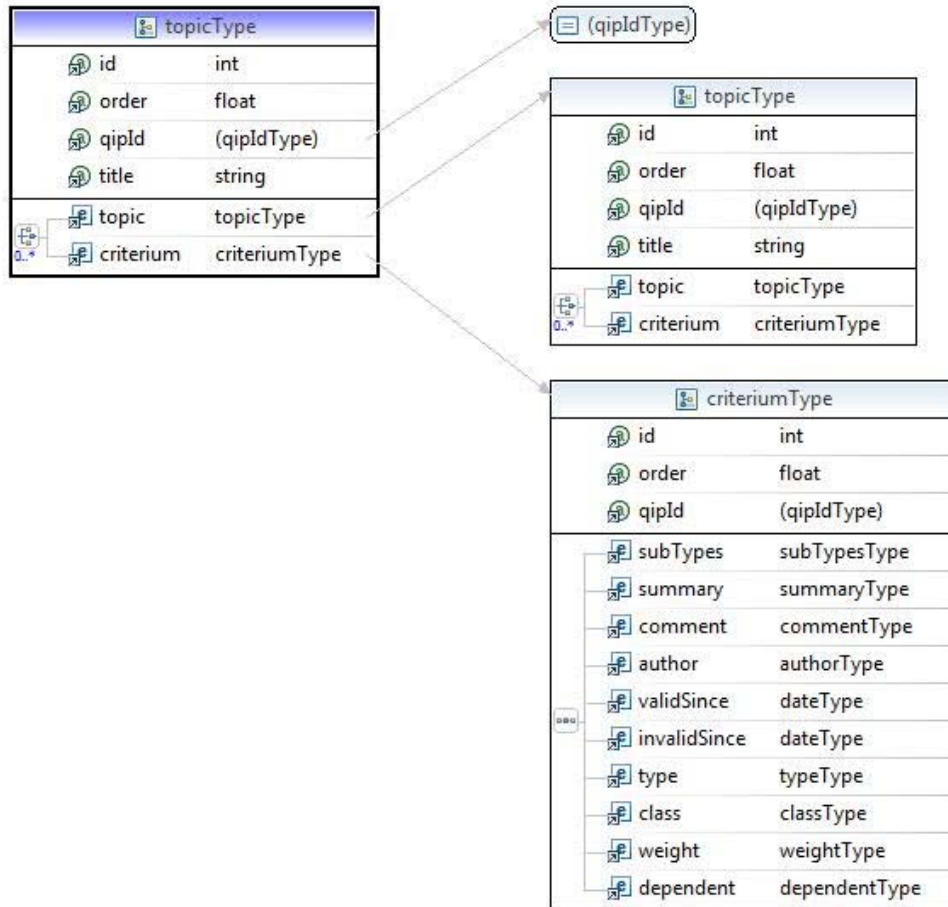 topicType
id int
order float
qipId (qipIdType)
title string
topic topicType
criterium criteriumType
0..*
(qipIdType)
topicType
id int
order float
qipId (qipIdType)
title string
topic topicType
criterium criteriumType
0..*
criteriumType
id int
order float
qipId (qipIdType)
subTypes subTypesType
summary summaryType
comment commentType
author authorType
validSince dateType
invalidSince dateType
type typeType
class classType
weight weightType
dependent dependentType